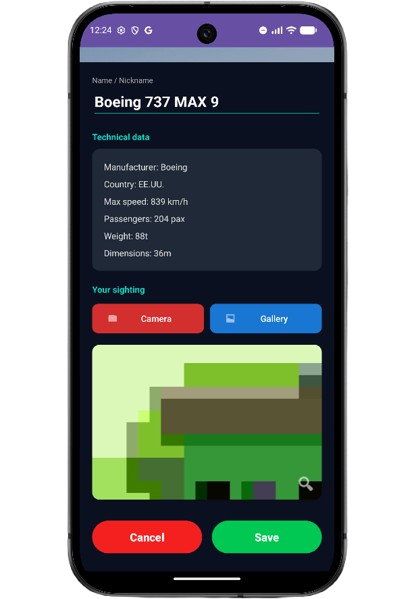 12:24
Name / Nickname
Boeing 737 MAX 9
Technical data
Manufacturer: Boeing
Country: EE.UU.
Max speed: 839 km/h
Passengers: 204 pax
Weight: 88t
Dimensions: 36m
Your sighting
Camera
Gallery
Cancel
Save